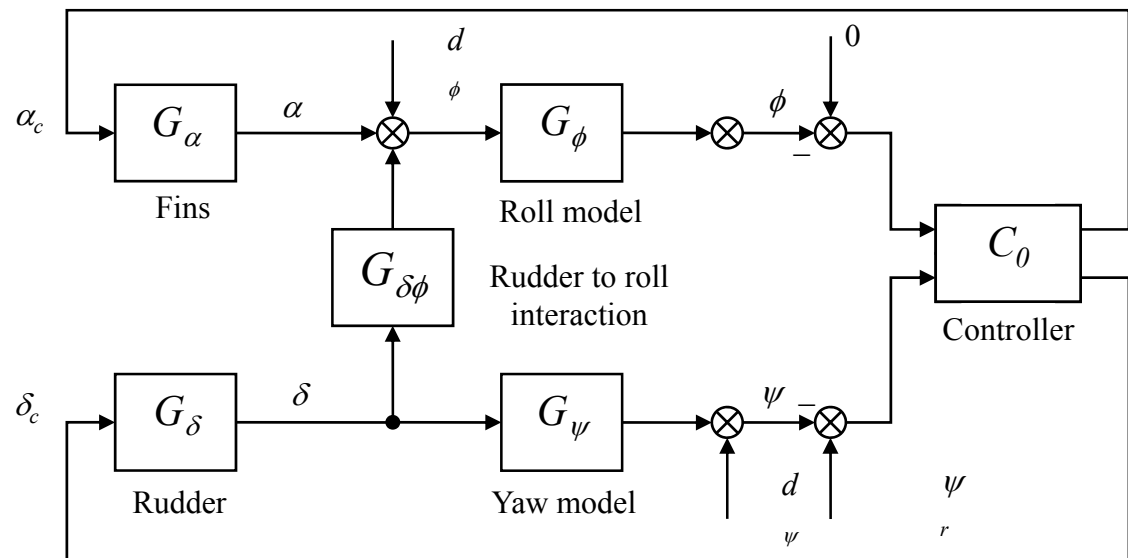 d
ϕ
0
α_c
G_α
α
G_ϕ
ϕ
−
Fins
Roll model
G_δϕ
Rudder to roll
interaction
C_0
Controller
δ_c
G_δ
δ
G_ψ
ψ
−
Rudder
Yaw model
d
ψ
ψ
r